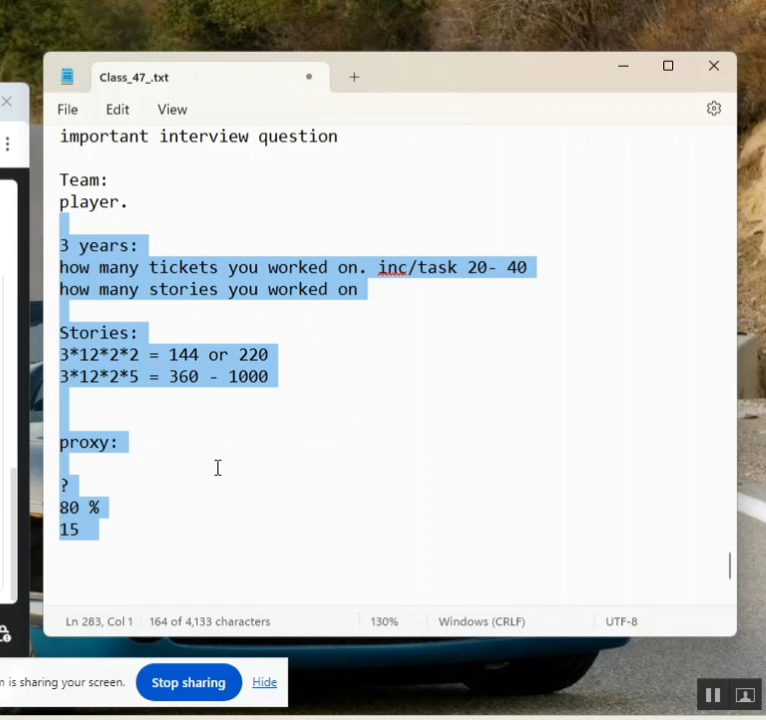 Class_47_.txt
File Edit View
important interview question
Team:
player.
3 years:
how many tickets you worked on. inc/task 20- 40
how many stories you worked on
Stories:
3*12*2*2 = 144 or 220
3*12*2*5 = 360 - 1000
proxy:
?
80 %
15
Ln 283, Col 1 164 of 4,133 characters 130% Windows (CRLF) UTF-8
is sharing your screen. Stop sharing Hide